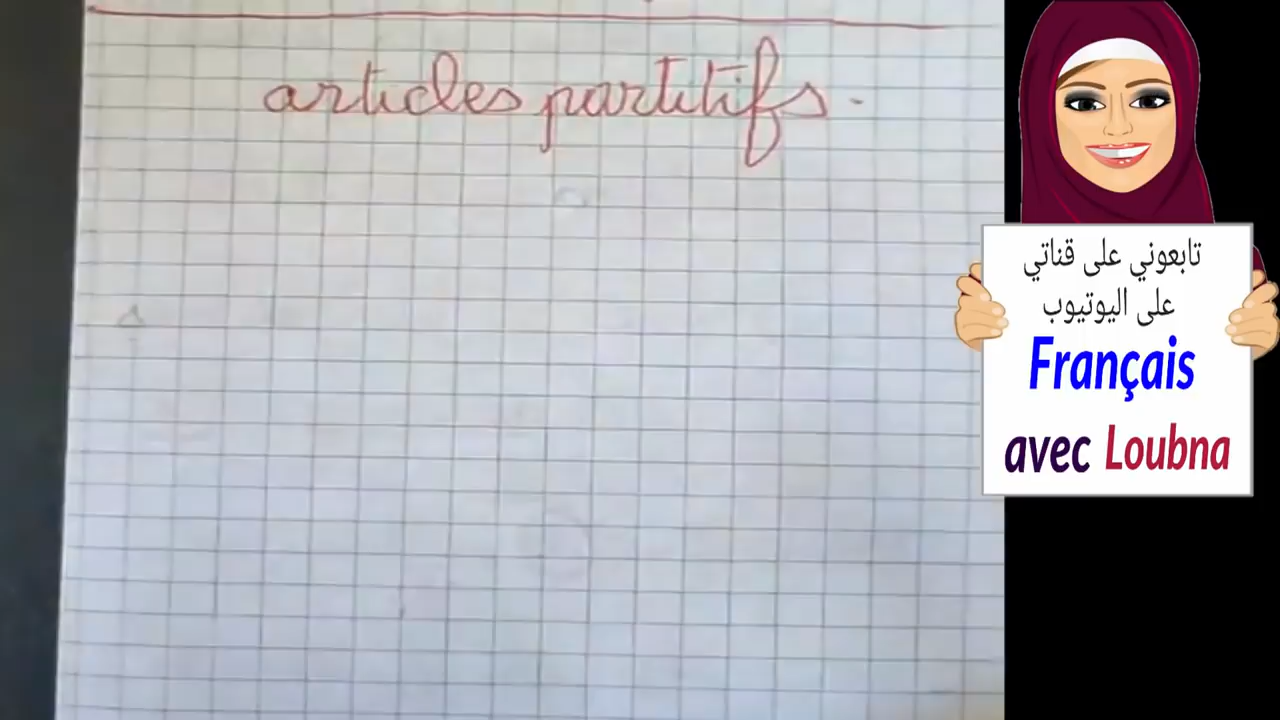 articles partitifs.
تابعوني على قناتي
على اليوتيوب
Français
avec Loubna